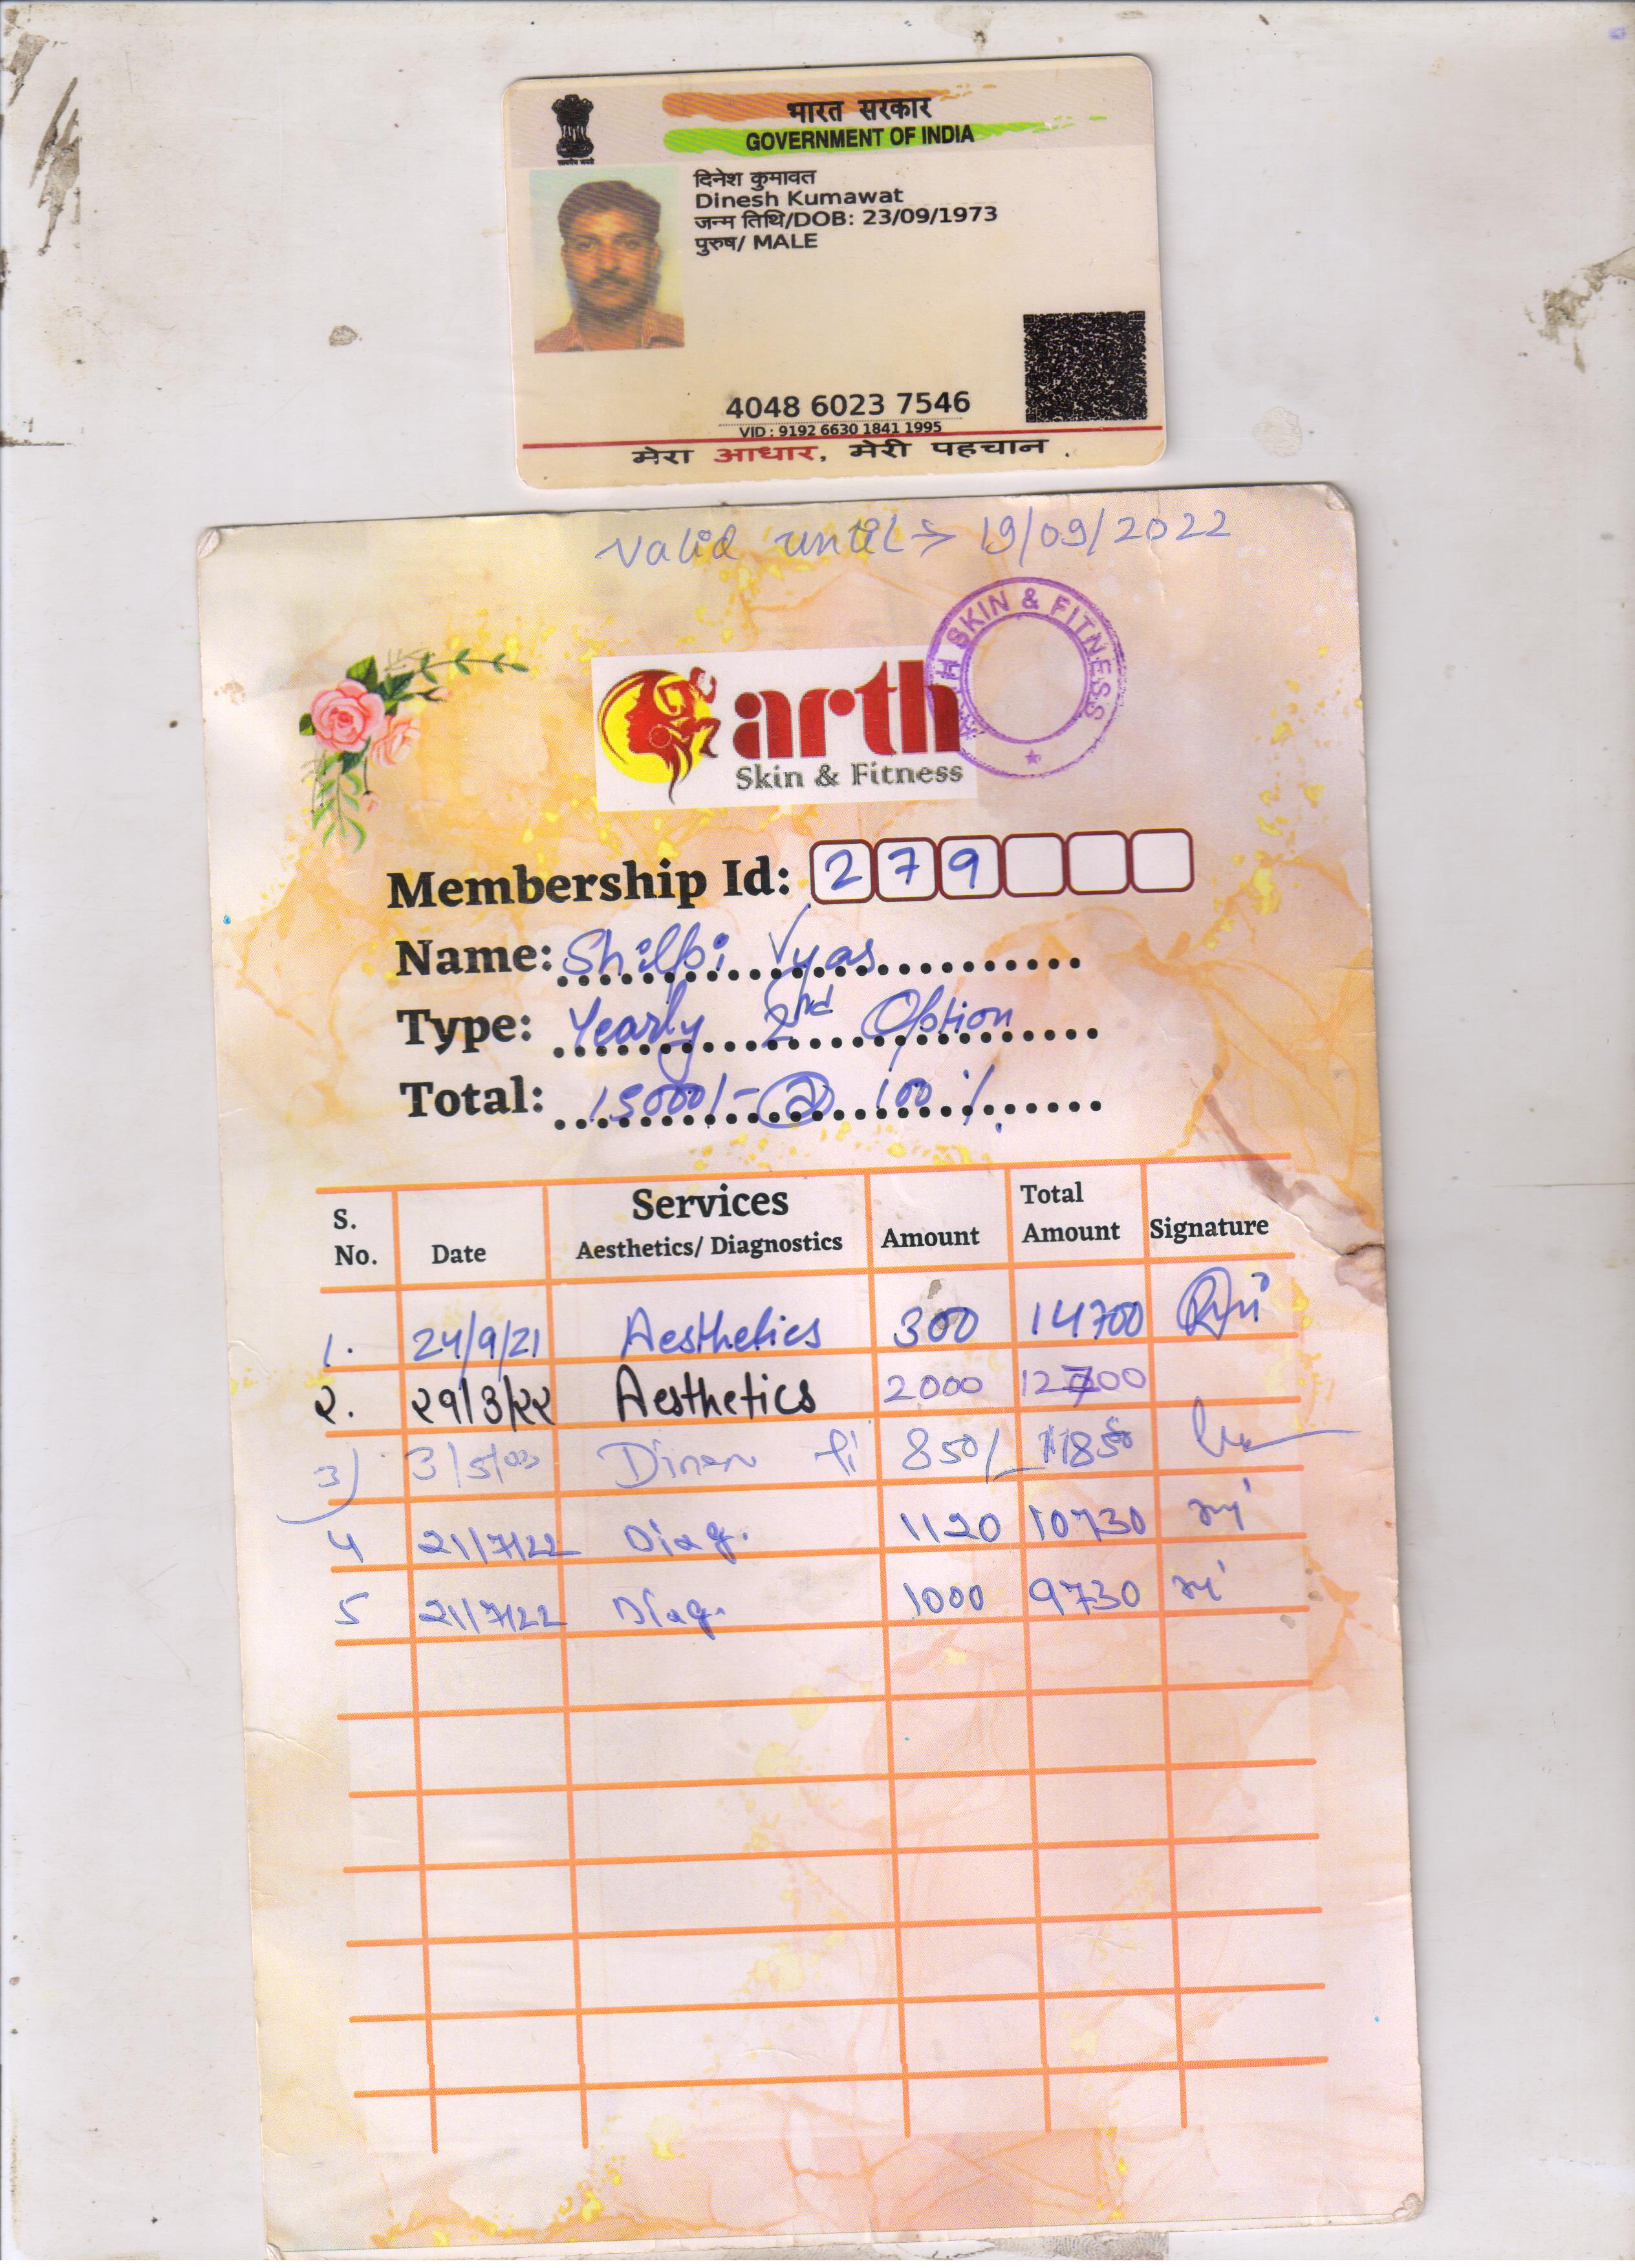 भारत सरकार
GOVERNMENT OF INDIA
दिनेश कुमावत
Dinesh Kumawat
जन्म तिथि/DOB: 23/09/1973
पुरुष/ MALE
4048 6023 7546
VID : 9192 6630 1841 1995
मेरा आधार, मेरी पहचान
Valid until → 19/09/2022
SKIN & FITNESS
arth
Skin & Fitness
Membership Id: 279
Name: Shilpi Vyas
Type: Yearly 2nd Option
Total: 15000/- @ 100 %
S. No. Date Services Aesthetics/ Diagnostics Amount Total Amount Signature
1. 24/9/21 Aesthetics 300 14700
२. २९/3/२२ Aesthetics 2000 12700
3) 850/- 11850
4 21/7/22 Diag. 1120 10730
5 21/7/22 Diag. 1000 9730